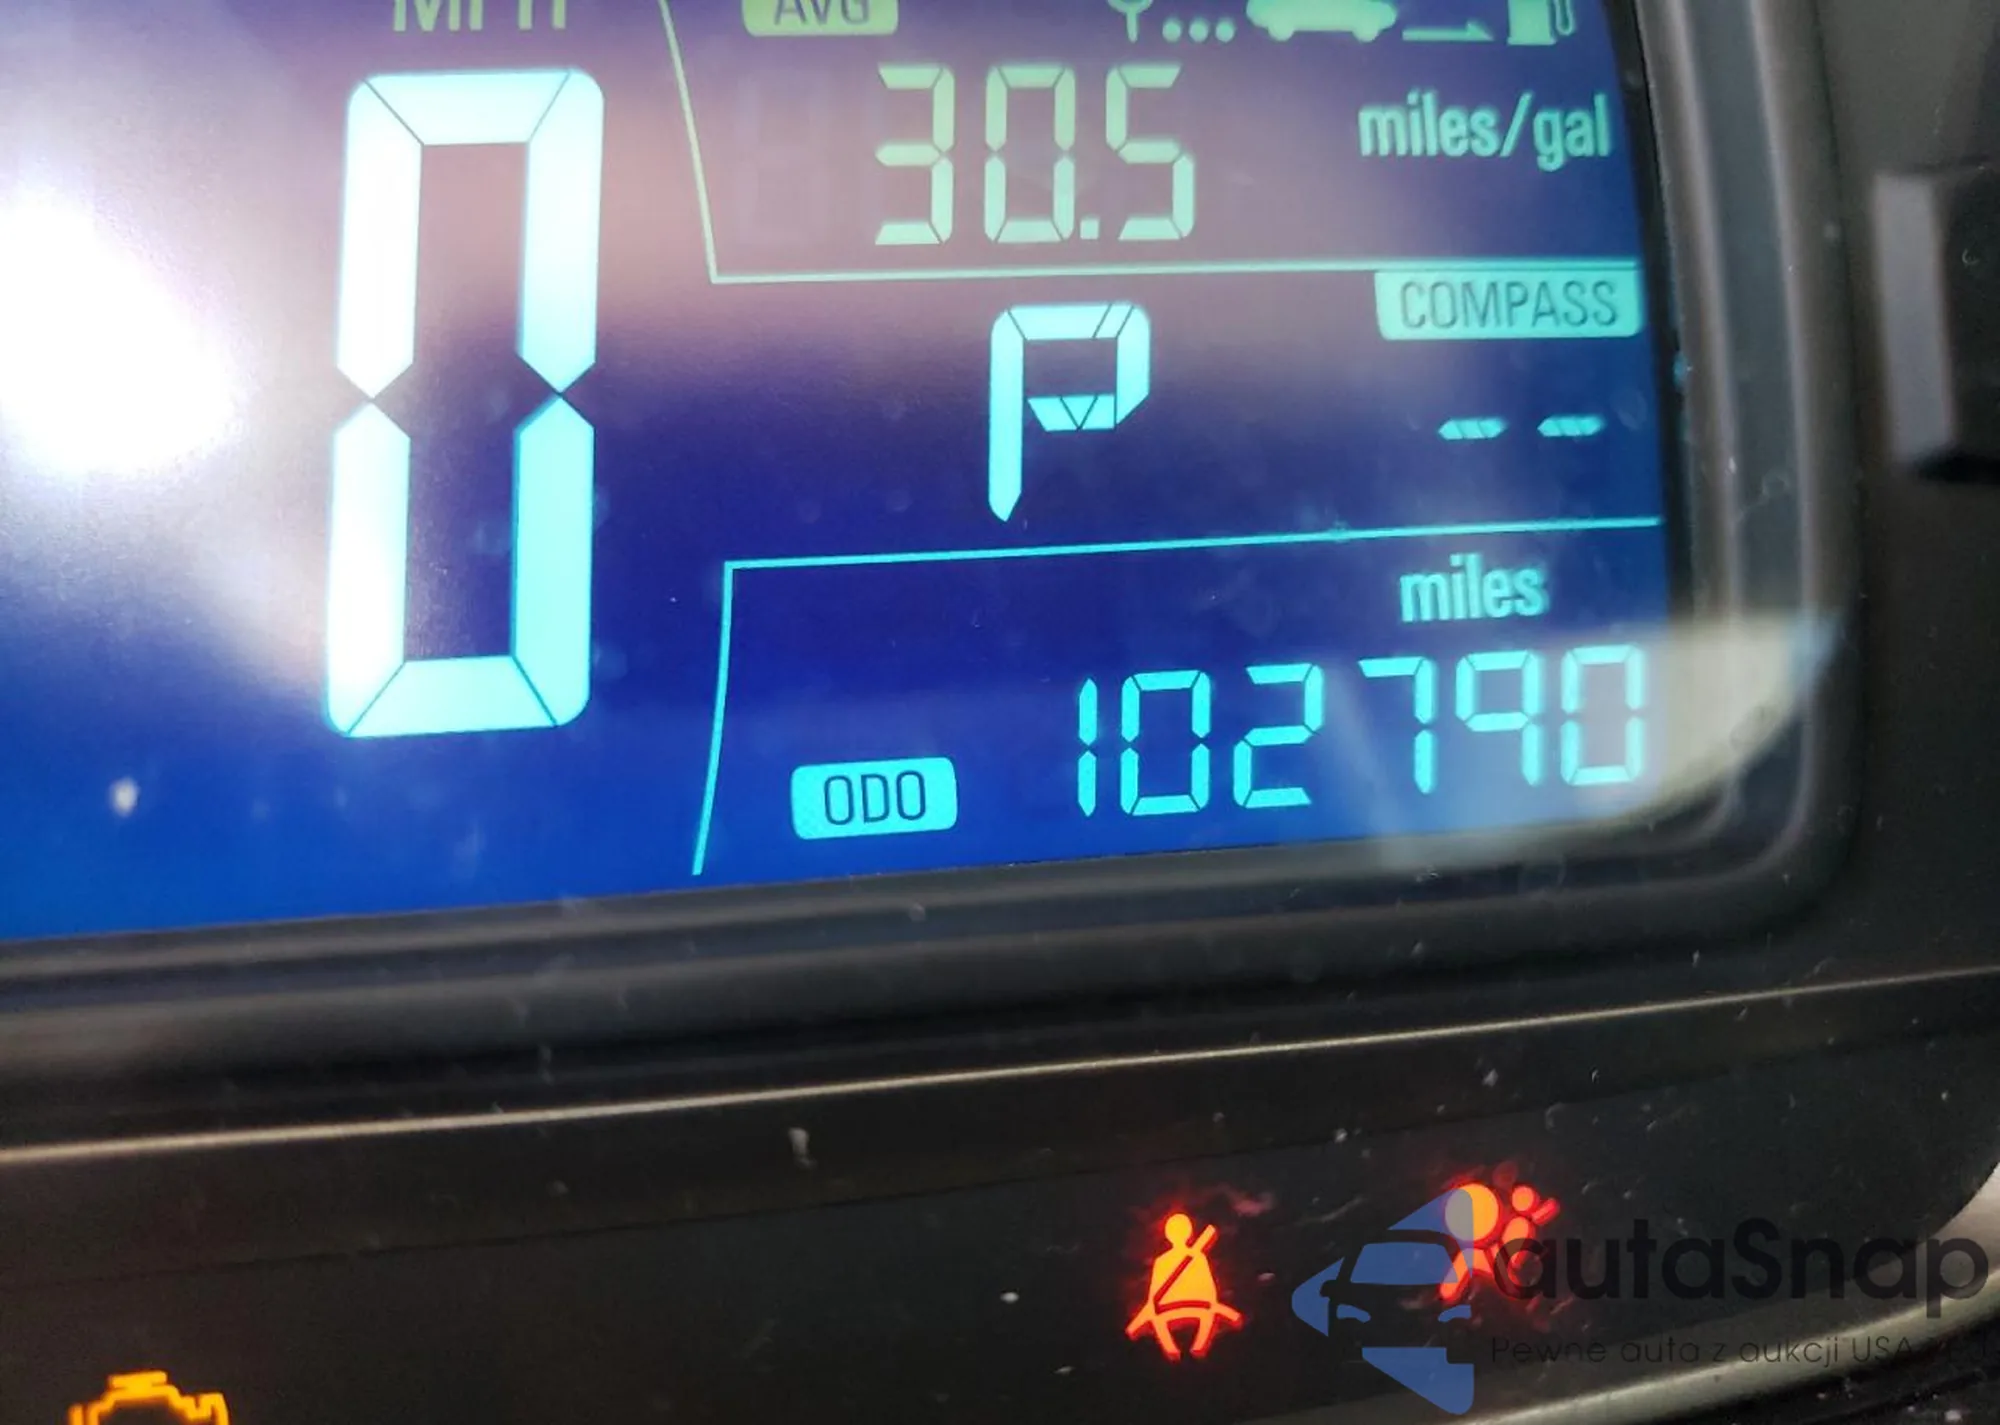 MPH
AVG
30.5
miles/gal
0
COMPASS
P
--
miles
ODO
102790
autaSnap
Pewne auta z aukcji USA